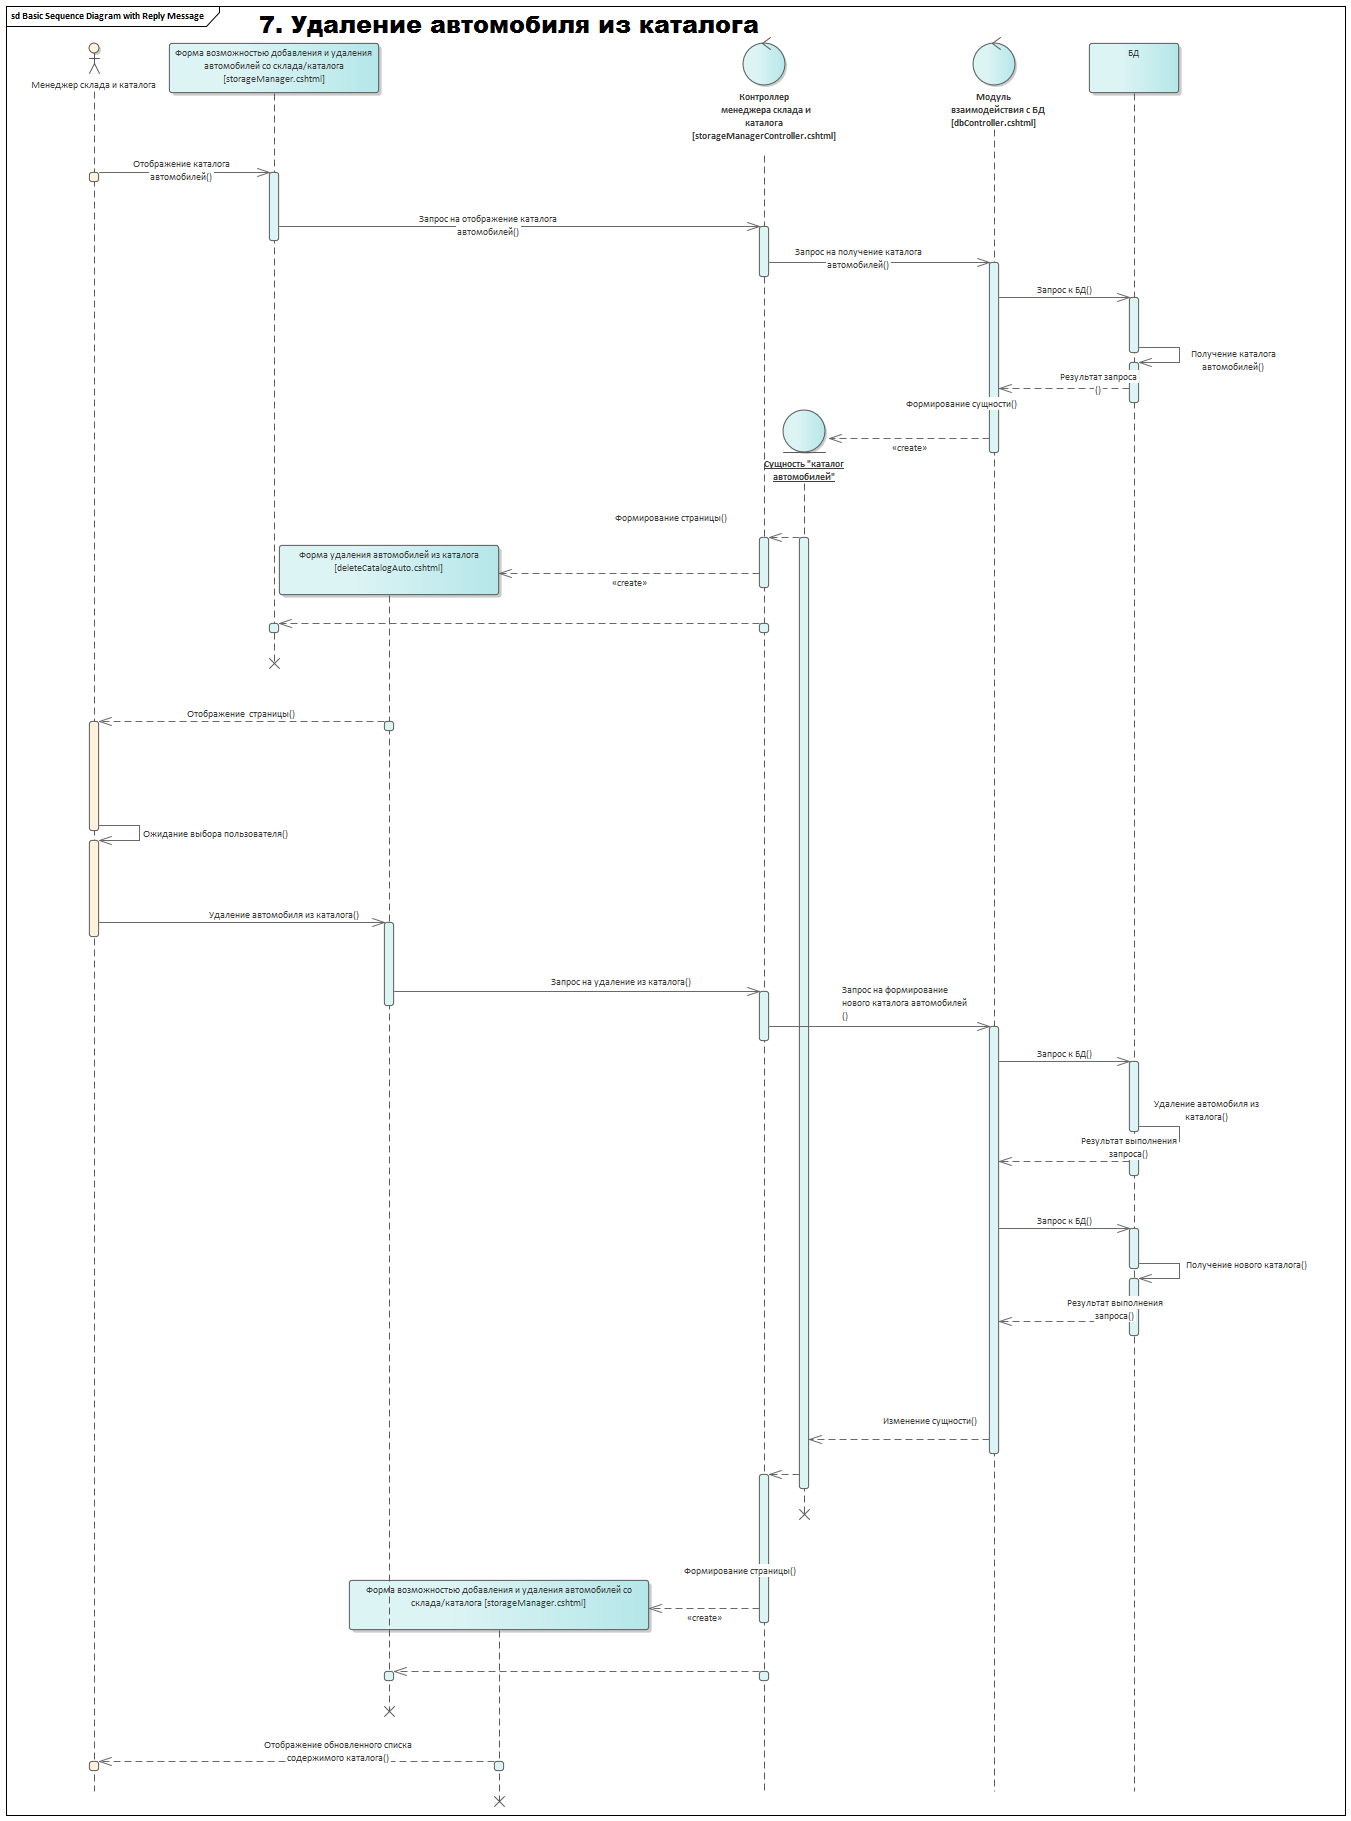 sd Basic Sequence Diagram with Reply Message
7. Удаление автомобиля из каталога
Менеджер склада и каталога
Форма возможностью добавления и удаления
автомобилей со склада/каталога
[storageManager.cshtml]
Контроллер
менеджера склада и
каталога
[storageManagerController.cshtml]
Модуль
взаимодействия с БД
[dbController.cshtml]
БД
Отображение каталога
автомобилей()
Запрос на отображение каталога
автомобилей()
Запрос на получение каталога
автомобилей()
Запрос к БД()
Получение каталога
автомобилей()
Результат запроса
()
Формирование сущности()
«create»
Сущность "каталог
автомобилей"
Формирование страницы()
Форма удаления автомобилей из каталога
[deleteCatalogAuto.cshtml]
«create»
Отображение  страницы()
Ожидание выбора пользователя()
Удаление автомобиля из каталога()
Запрос на удаление из каталога()
Запрос на формирование
нового каталога автомобилей
()
Запрос к БД()
Удаление автомобиля из
каталога()
Результат выполнения
запроса()
Запрос к БД()
Получение нового каталога()
Результат выполнения
запроса()
Изменение сущности()
Формирование страницы()
Форма возможностью добавления и удаления автомобилей со
склада/каталога [storageManager.cshtml]
«create»
Отображение обновленного списка
содержимого каталога()